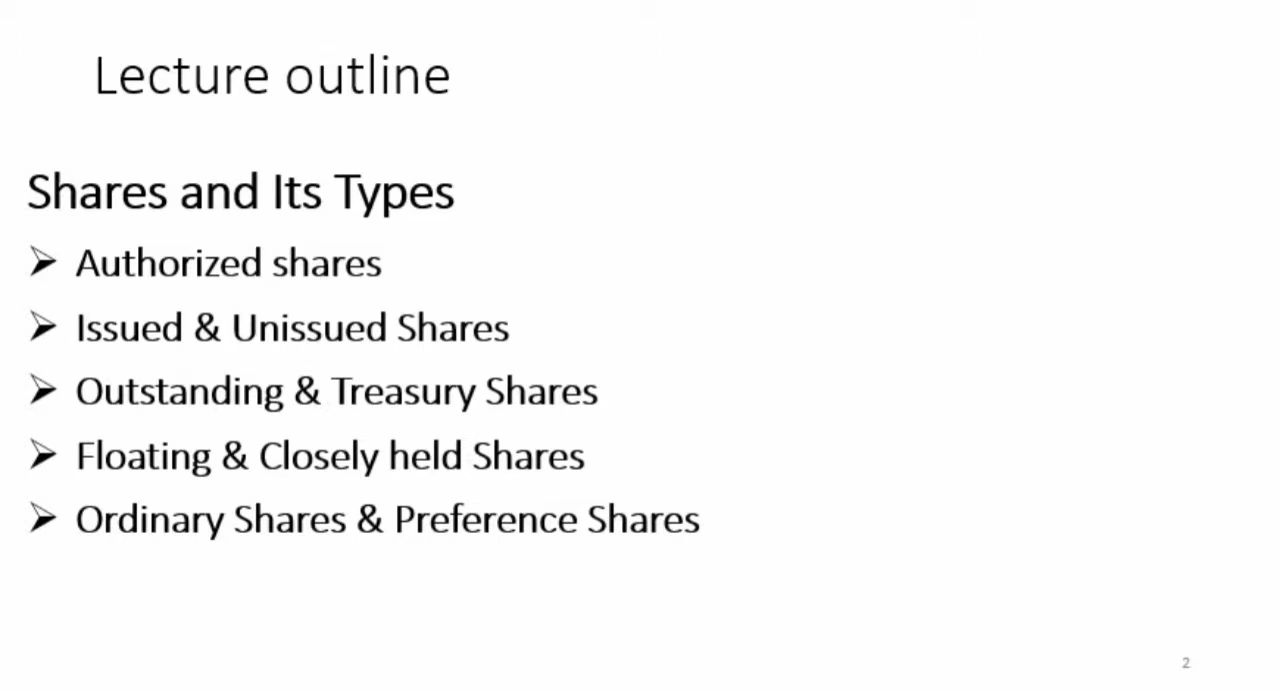 Lecture outline
Shares and Its Types
➢ Authorized shares
➢ Issued & Unissued Shares
➢ Outstanding & Treasury Shares
➢ Floating & Closely held Shares
➢ Ordinary Shares & Preference Shares
2